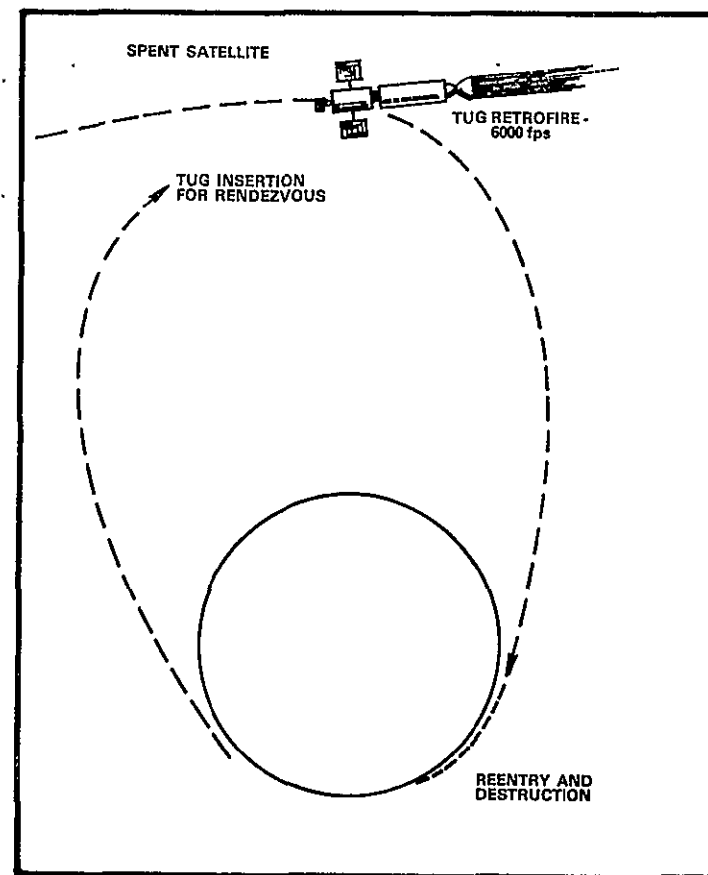 SPENT SATELLITE
TUG RETROFIRE -
6000 fps
TUG INSERTION
FOR RENDEZVOUS
REENTRY AND
DESTRUCTION